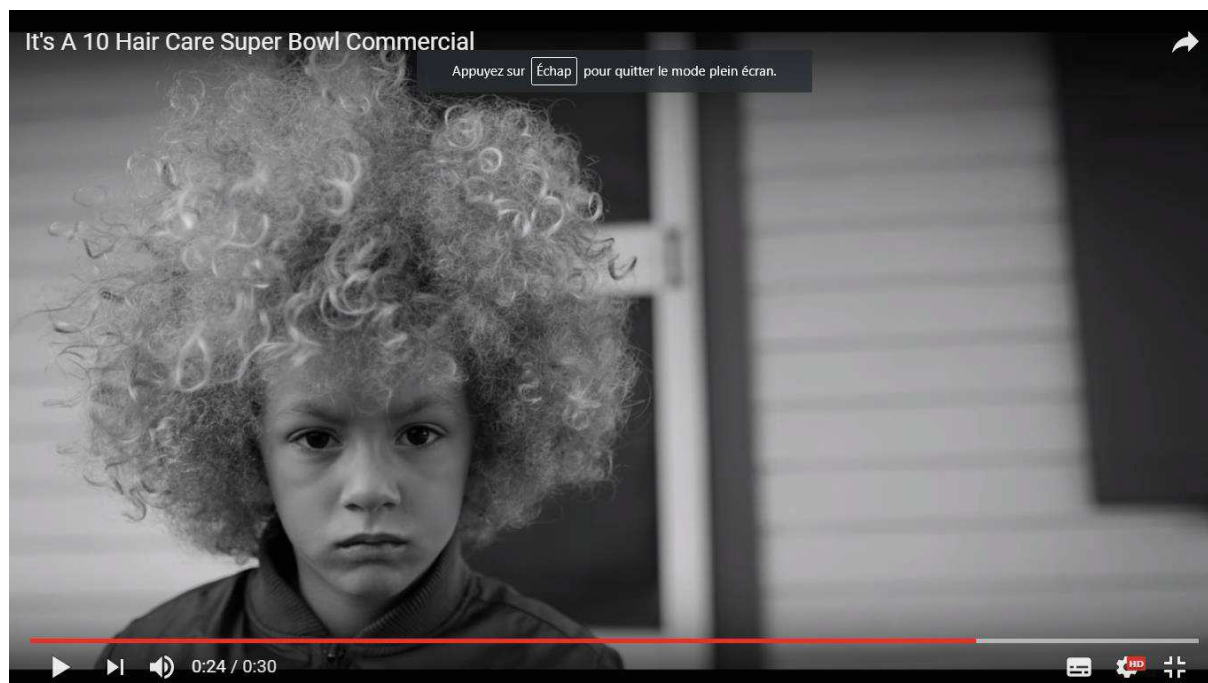 It's A 10 Hair Care Super Bowl Commercial
Appuyez sur Échap pour quitter le mode plein écran.
0:24 / 0:30
HD